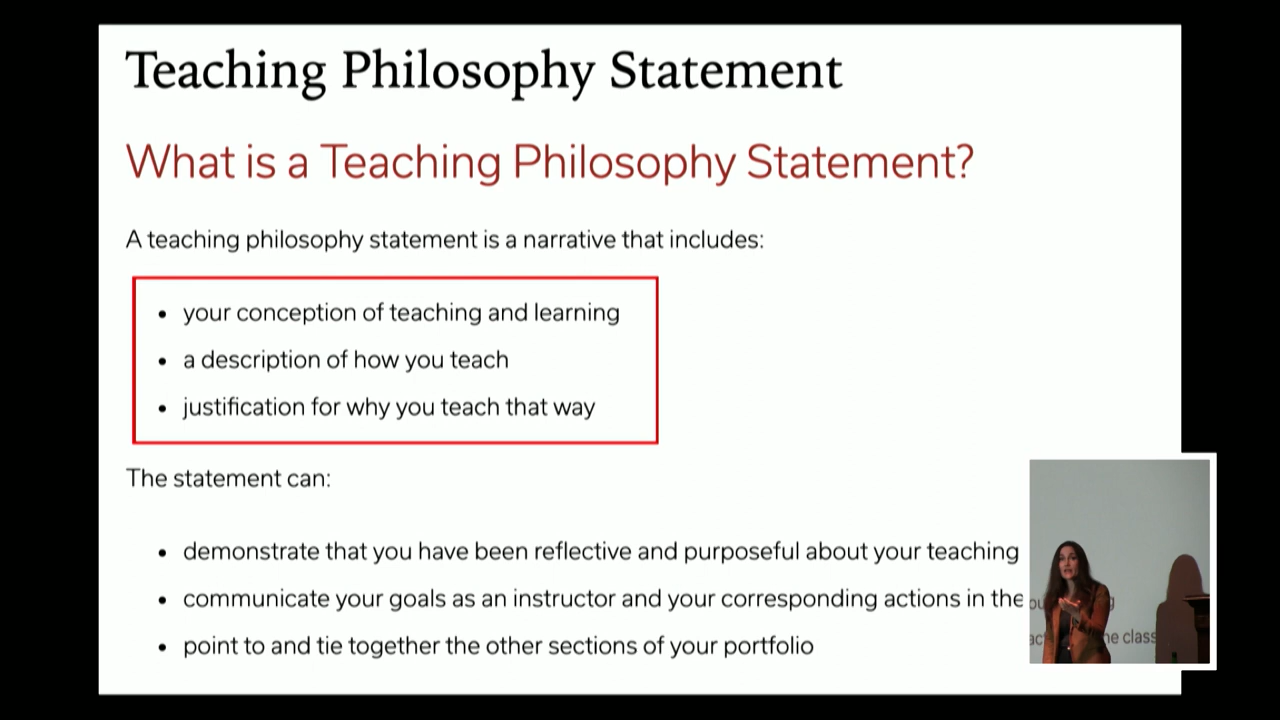 Teaching Philosophy Statement
What is a Teaching Philosophy Statement?
A teaching philosophy statement is a narrative that includes:
• your conception of teaching and learning
• a description of how you teach
• justification for why you teach that way
The statement can:
• demonstrate that you have been reflective and purposeful about your teaching
• communicate your goals as an instructor and your corresponding actions in the
• point to and tie together the other sections of your portfolio